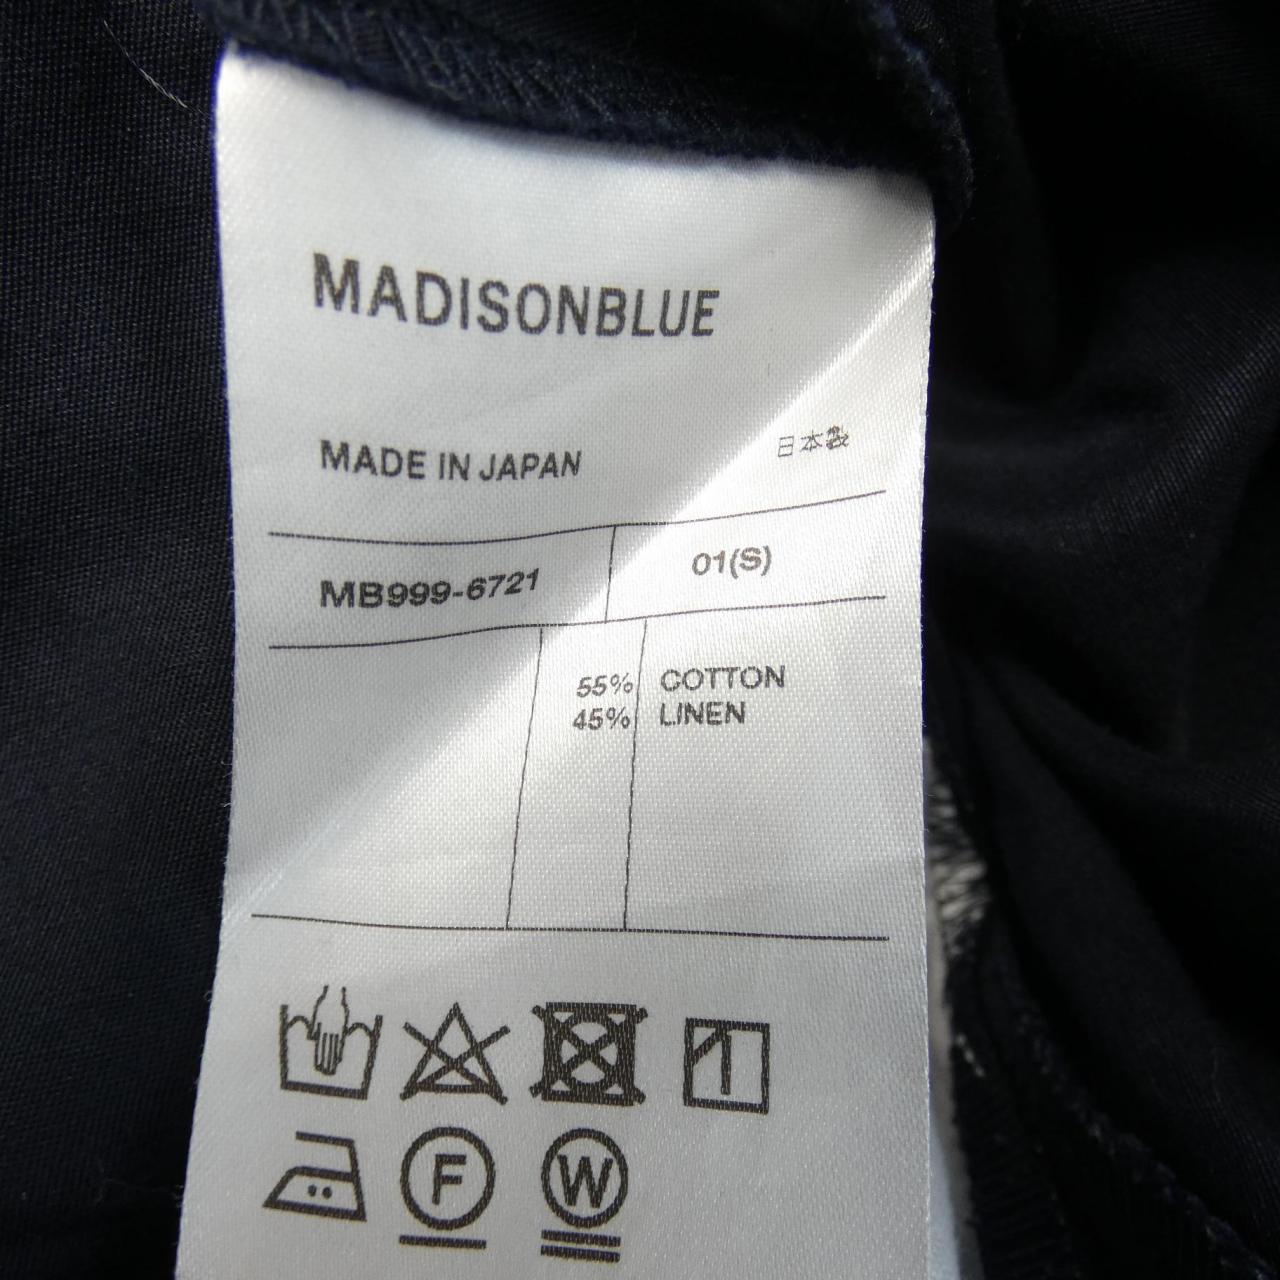 MADISONBLUE
MADE IN JAPAN 日本製
MB999-6721 01(S)
55% COTTON
45% LINEN
F W